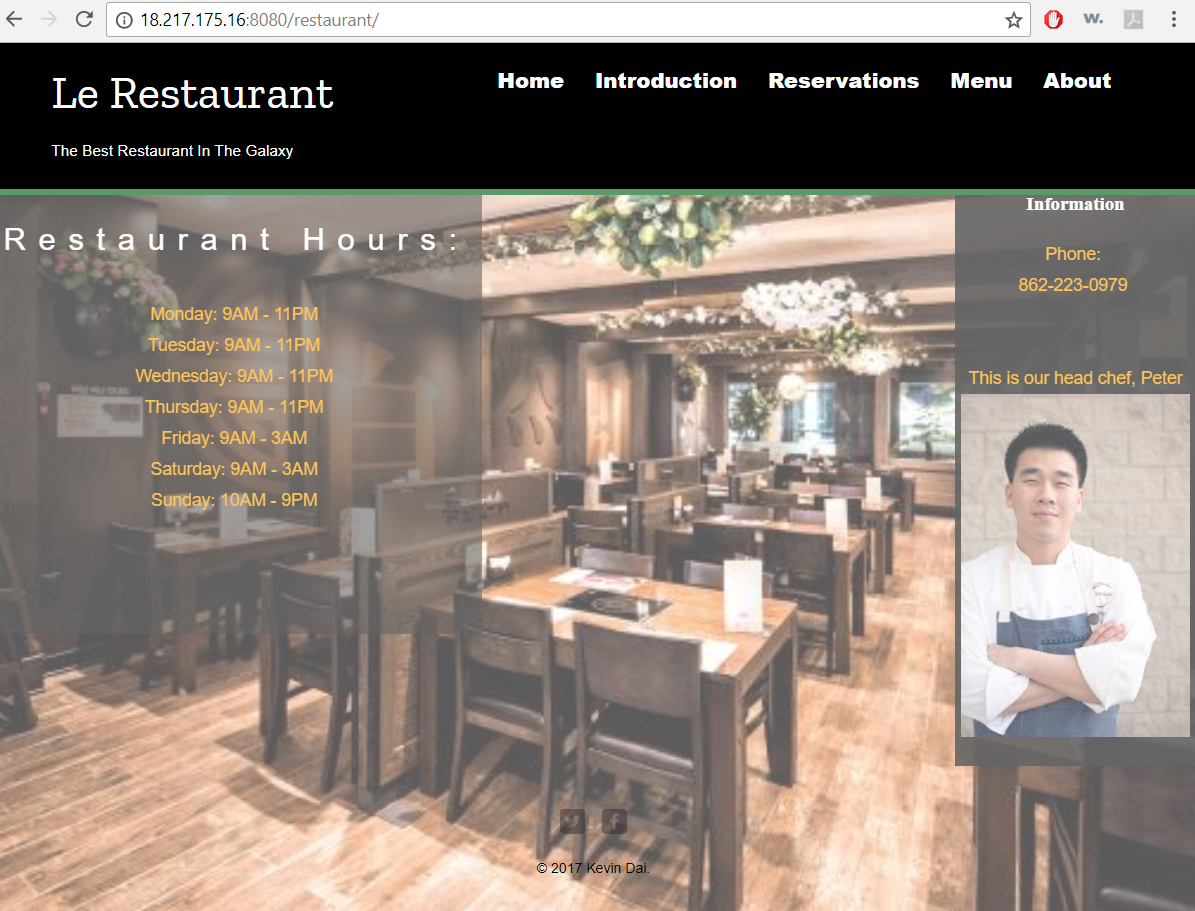 18.217.175.16:8080/restaurant/
w.
Le Restaurant
The Best Restaurant In The Galaxy
Home Introduction Reservations Menu About
Restaurant Hours:
Monday: 9AM - 11PM
Tuesday: 9AM - 11PM
Wednesday: 9AM - 11PM
Thursday: 9AM - 11PM
Friday: 9AM - 3AM
Saturday: 9AM - 3AM
Sunday: 10AM - 9PM
Information
Phone:
862-223-0979
This is our head chef, Peter
© 2017 Kevin Dai.